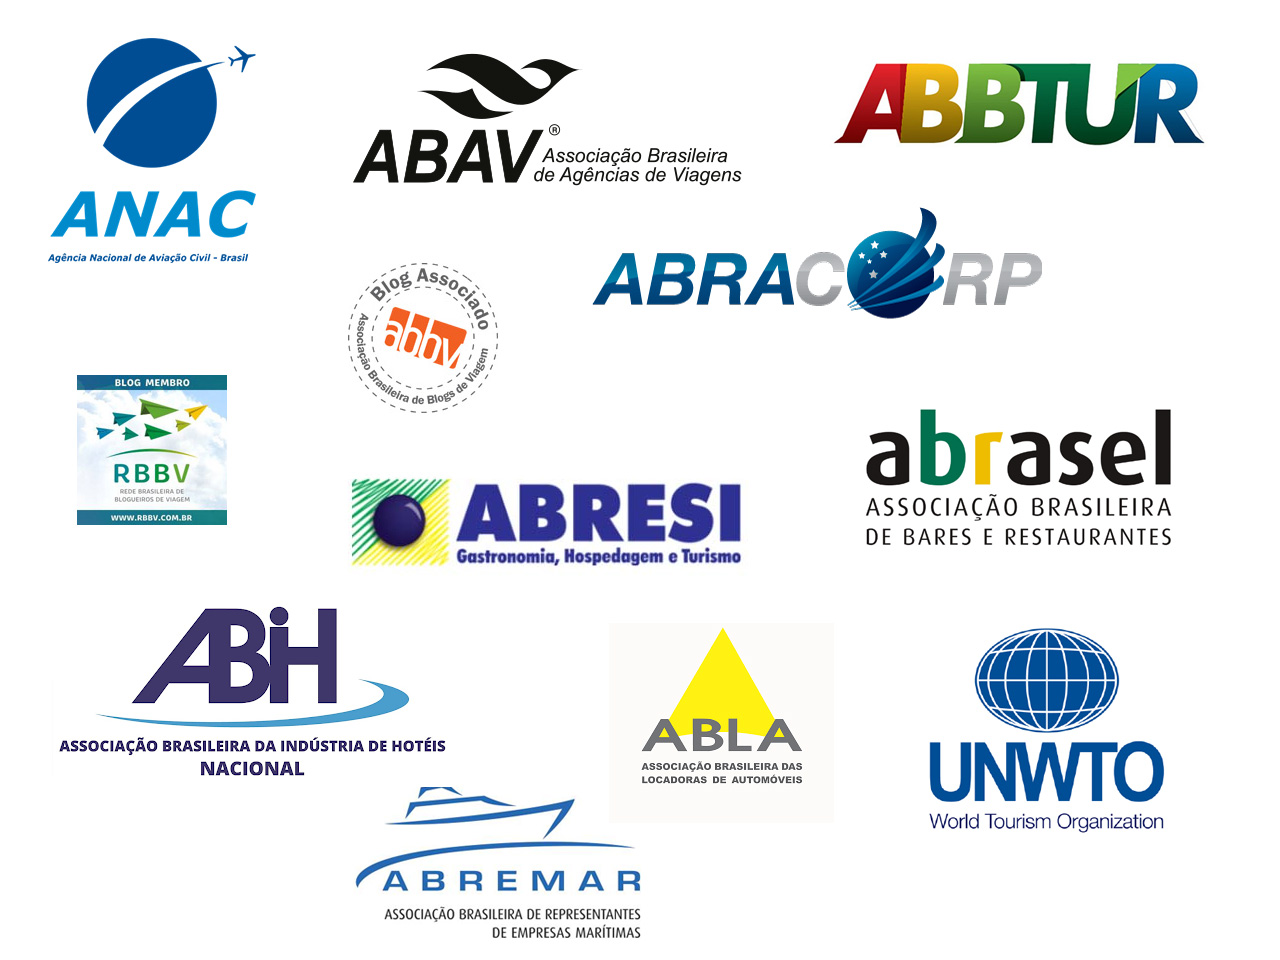 ANAC
Agência Nacional de Aviação Civil - Brasil
ABAV®
Associação Brasileira
de Agências de Viagens
ABBTUR
ABRACORP
Blog Associado
abbv
Associação Brasileira de Blogs de Viagem
BLOG MEMBRO
RBBV
REDE BRASILEIRA DE
BLOGUEIROS DE VIAGEM
WWW.RBBV.COM.BR
ABRESI
Gastronomia, Hospedagem e Turismo
abrasel
ASSOCIAÇÃO BRASILEIRA
DE BARES E RESTAURANTES
ABiH
ASSOCIAÇÃO BRASILEIRA DA INDÚSTRIA DE HOTÉIS
NACIONAL
ABLA
ASSOCIAÇÃO BRASILEIRA DAS
LOCADORAS DE AUTOMÓVEIS
UNWTO
World Tourism Organization
ABREMAR
ASSOCIAÇÃO BRASILEIRA DE REPRESENTANTES
DE EMPRESAS MARÍTIMAS